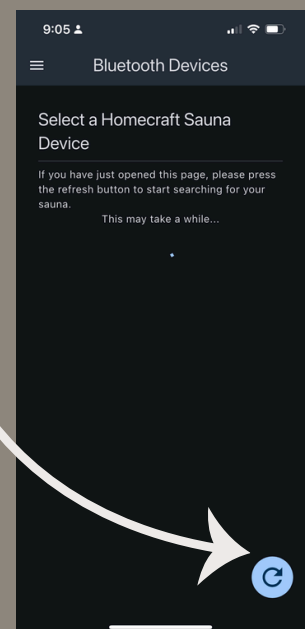 9:05
Bluetooth Devices
Select a Homecraft Sauna
Device
If you have just opened this page, please press
the refresh button to start searching for your
sauna.
This may take a while...